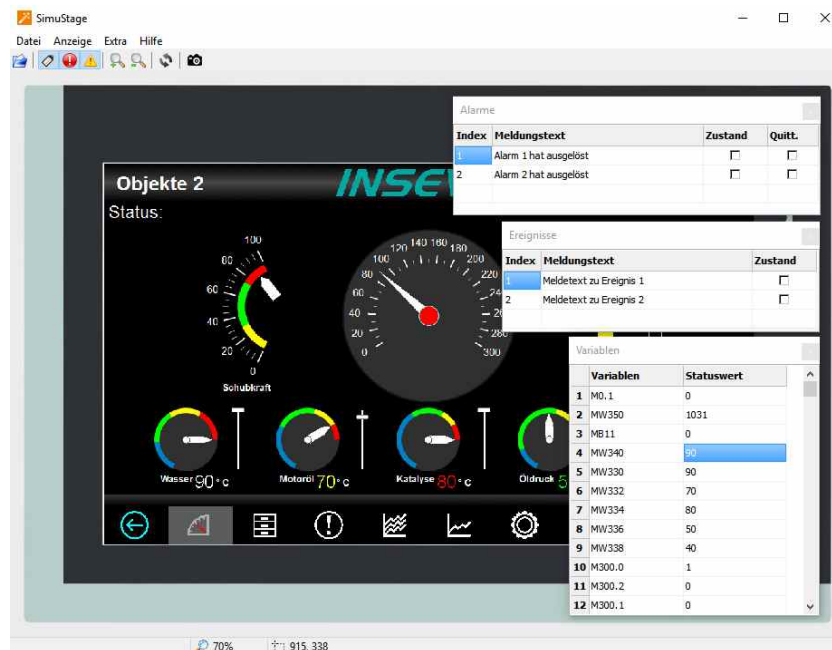 SimuStage
Datei Anzeige Extra Hilfe
Alarme
Index Meldungstext Zustand Quitt.
1 Alarm 1 hat ausgelöst
2 Alarm 2 hat ausgelöst
Objekte 2
INSEV
Status:
Ereignisse
Index Meldungstext Zustand
1 Meldetext zu Ereignis 1
2 Meldetext zu Ereignis 2
100
80
60
40
20
0
Schubkraft
0
20
40
60
80
100
120
140
160
180
200
220
280
300
Variablen
Variablen Statuswert
1 M0.1 0
2 MW350 1031
3 MB11 0
4 MW340 90
5 MW330 90
6 MW332 70
7 MW334 80
8 MW336 50
9 MW338 40
10 M300.0 1
11 M300.2 0
12 M300.1 0
Wasser 90°c
Motoröl 70°c
Katalyse 80°c
Öldruck 5
70%
915, 338